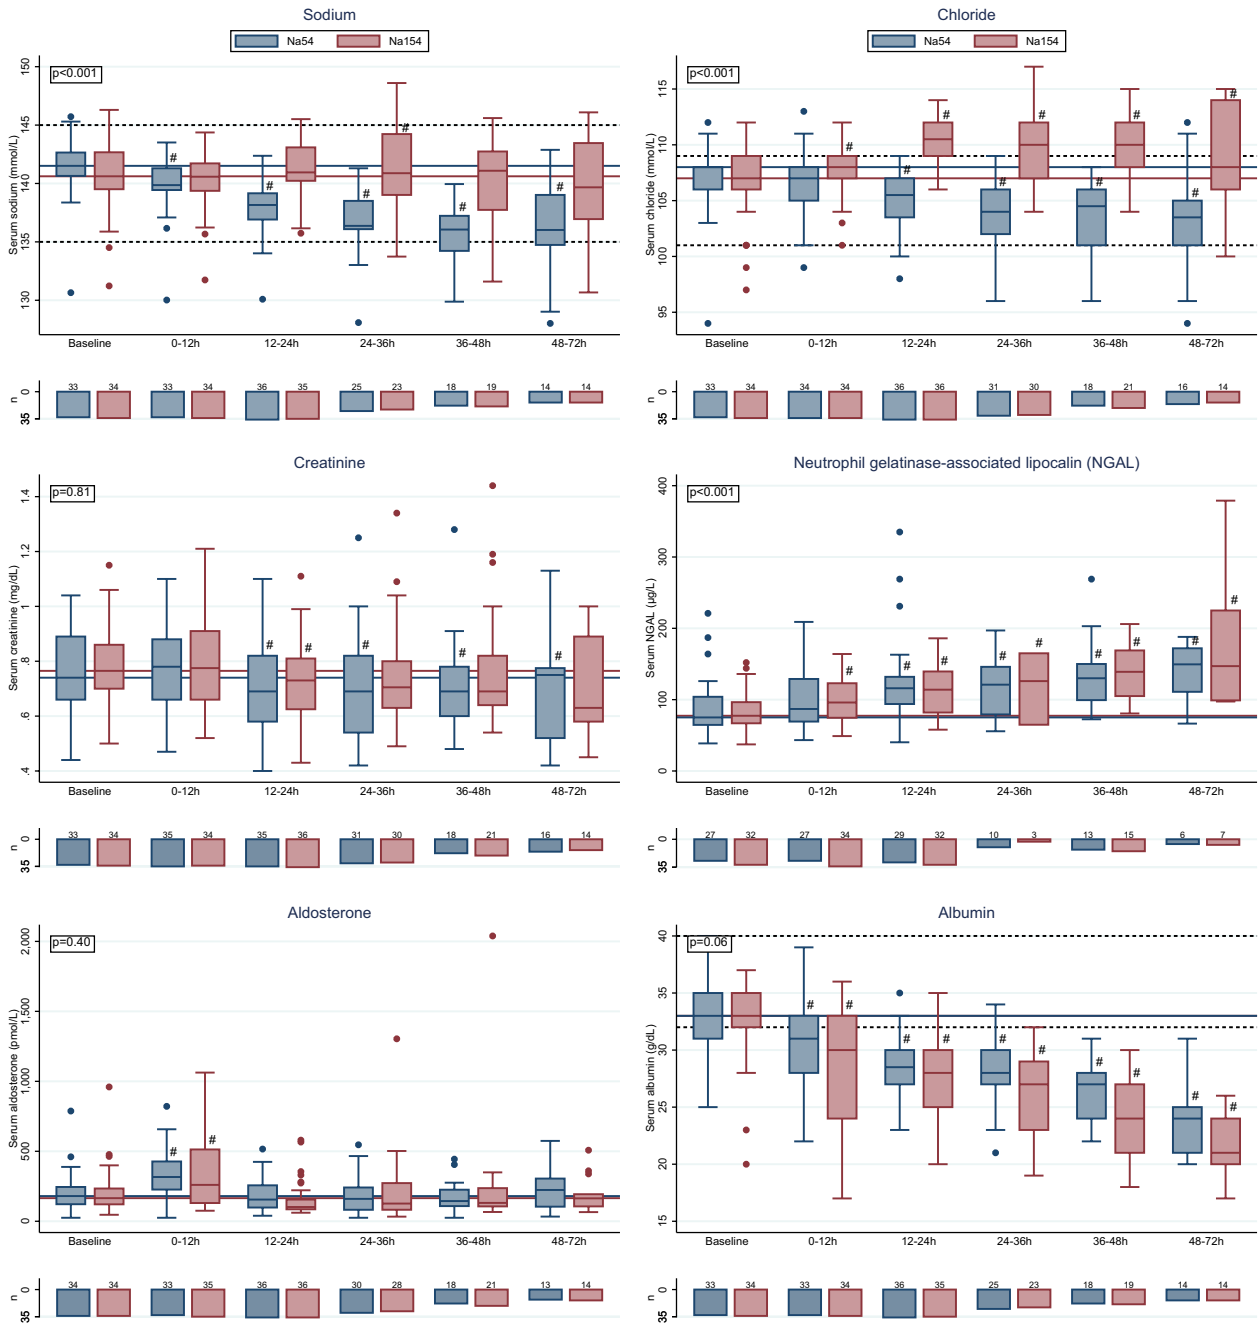 Sodium
Na54 Na154
p<0.001
Serum sodium (mmol/L)
150
145
140
135
130
# # # # # #
Baseline 0-12h 12-24h 24-36h 36-48h 48-72h
n
0
35
33 34 33 34 36 35 25 23 18 19 14 14
Chloride
Na54 Na154
p<0.001
Serum chloride (mmol/L)
115
110
105
100
95
# # # # # # # # #
Baseline 0-12h 12-24h 24-36h 36-48h 48-72h
n
0
35
33 34 34 34 36 36 31 30 18 21 16 14
Creatinine
p=0.81
Serum creatinine (mg/dL)
1.4
1.2
1
.8
.6
.4
# # # # #
Baseline 0-12h 12-24h 24-36h 36-48h 48-72h
n
0
35
33 34 35 34 35 36 31 30 18 21 16 14
Neutrophil gelatinase-associated lipocalin (NGAL)
p<0.001
Serum NGAL (µg/L)
400
300
200
100
0
# # # # # # # # #
Baseline 0-12h 12-24h 24-36h 36-48h 48-72h
n
0
35
27 32 27 34 29 32 10 3 13 15 6 7
Aldosterone
p=0.40
Serum aldosterone (pmol/L)
2,000
1,500
1,000
500
0
# #
Baseline 0-12h 12-24h 24-36h 36-48h 48-72h
n
0
35
34 34 33 35 36 36 30 28 18 21 13 14
Albumin
p=0.06
Serum albumin (g/dL)
40
35
30
25
20
15
# # # # # # # # # #
Baseline 0-12h 12-24h 24-36h 36-48h 48-72h
n
0
35
33 34 33 34 36 35 25 23 18 19 14 14